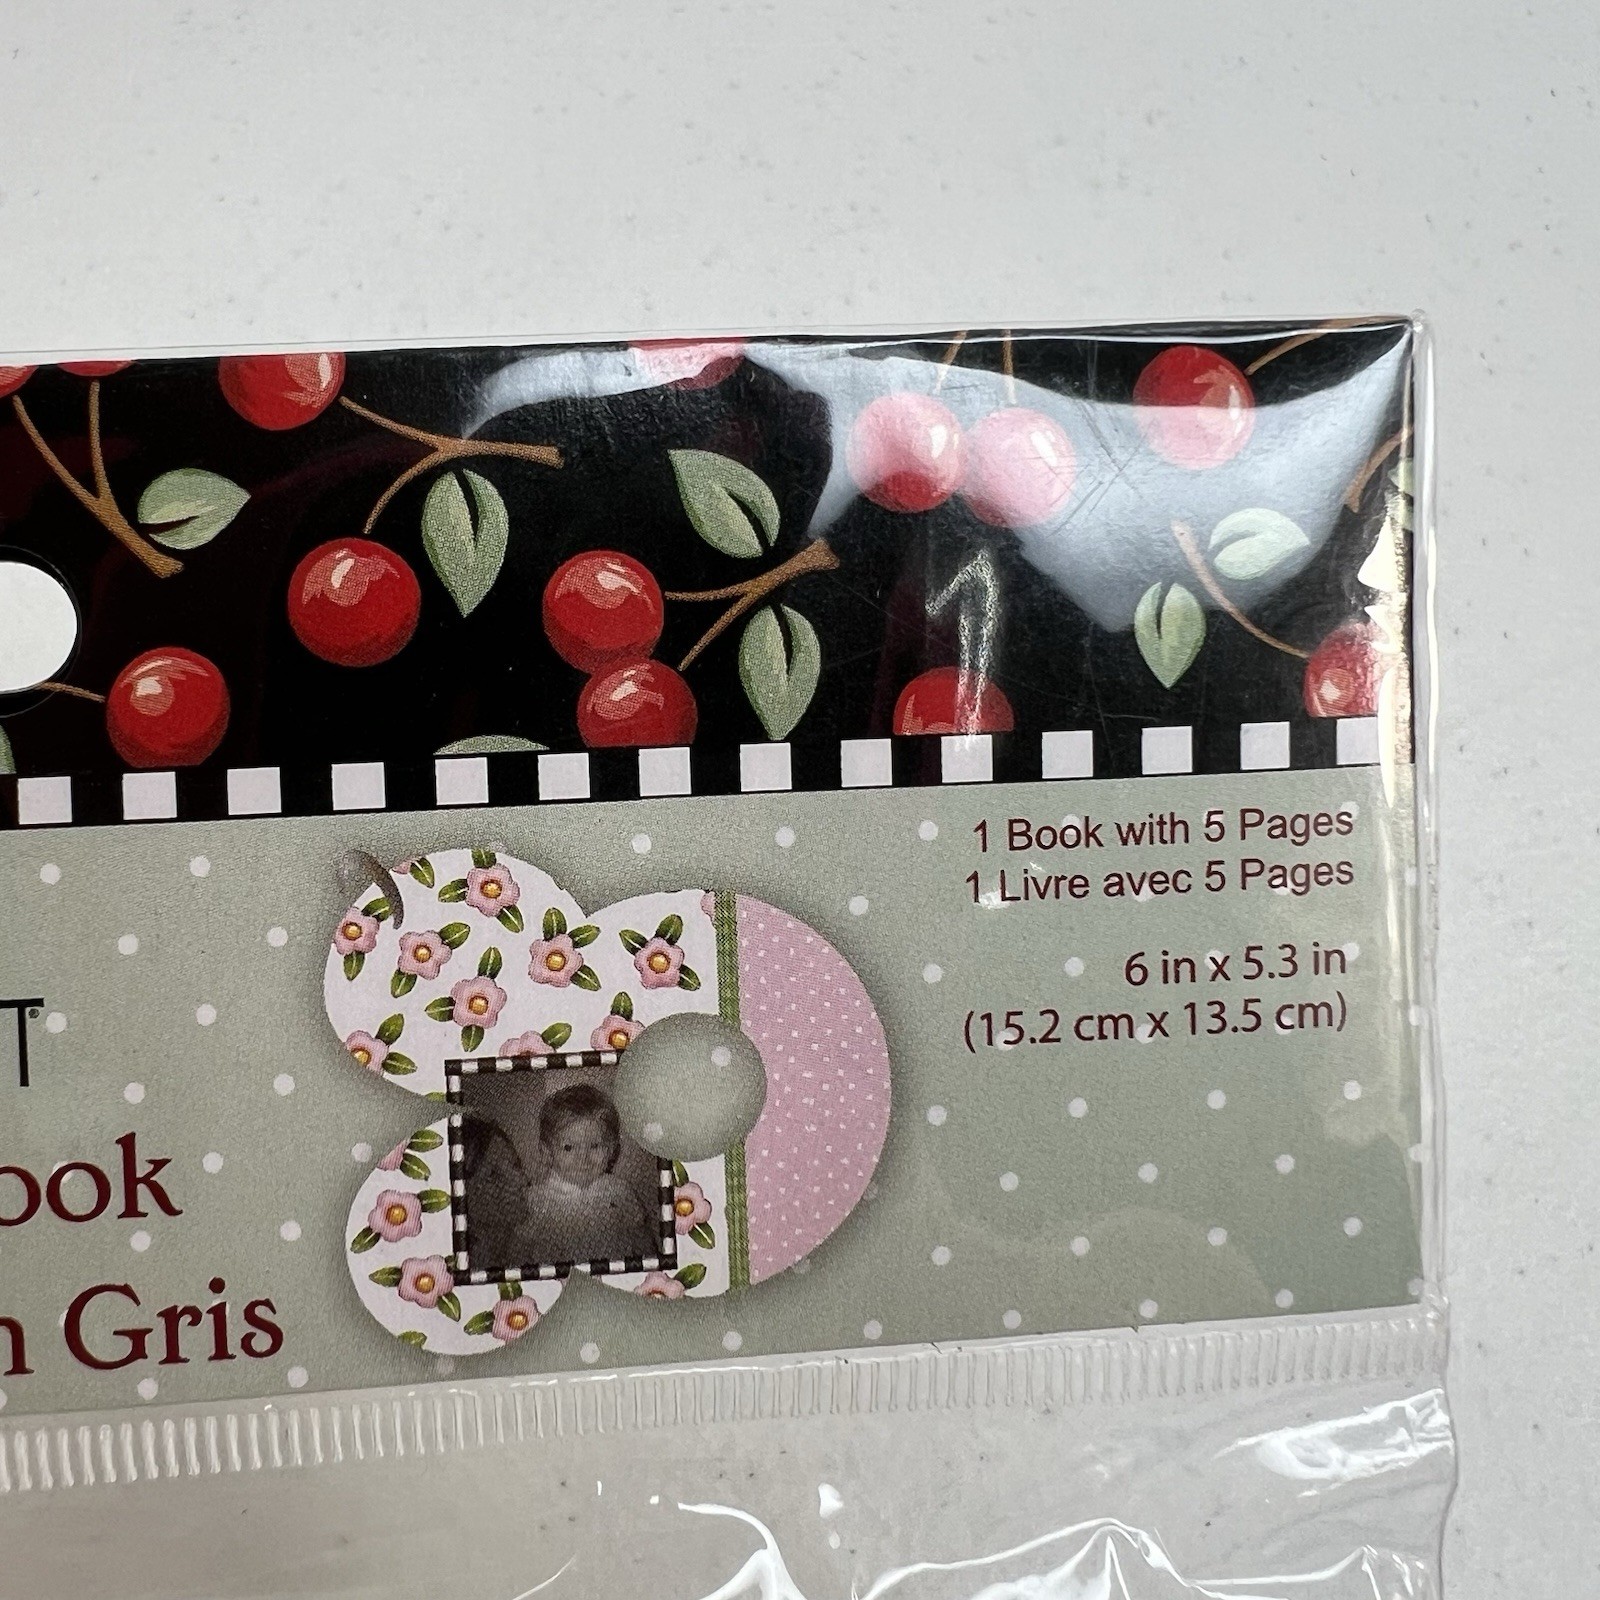 1 Book with 5 Pages
1 Livre avec 5 Pages
6 in x 5.3 in
(15.2 cm x 13.5 cm)
T
ook
n Gris